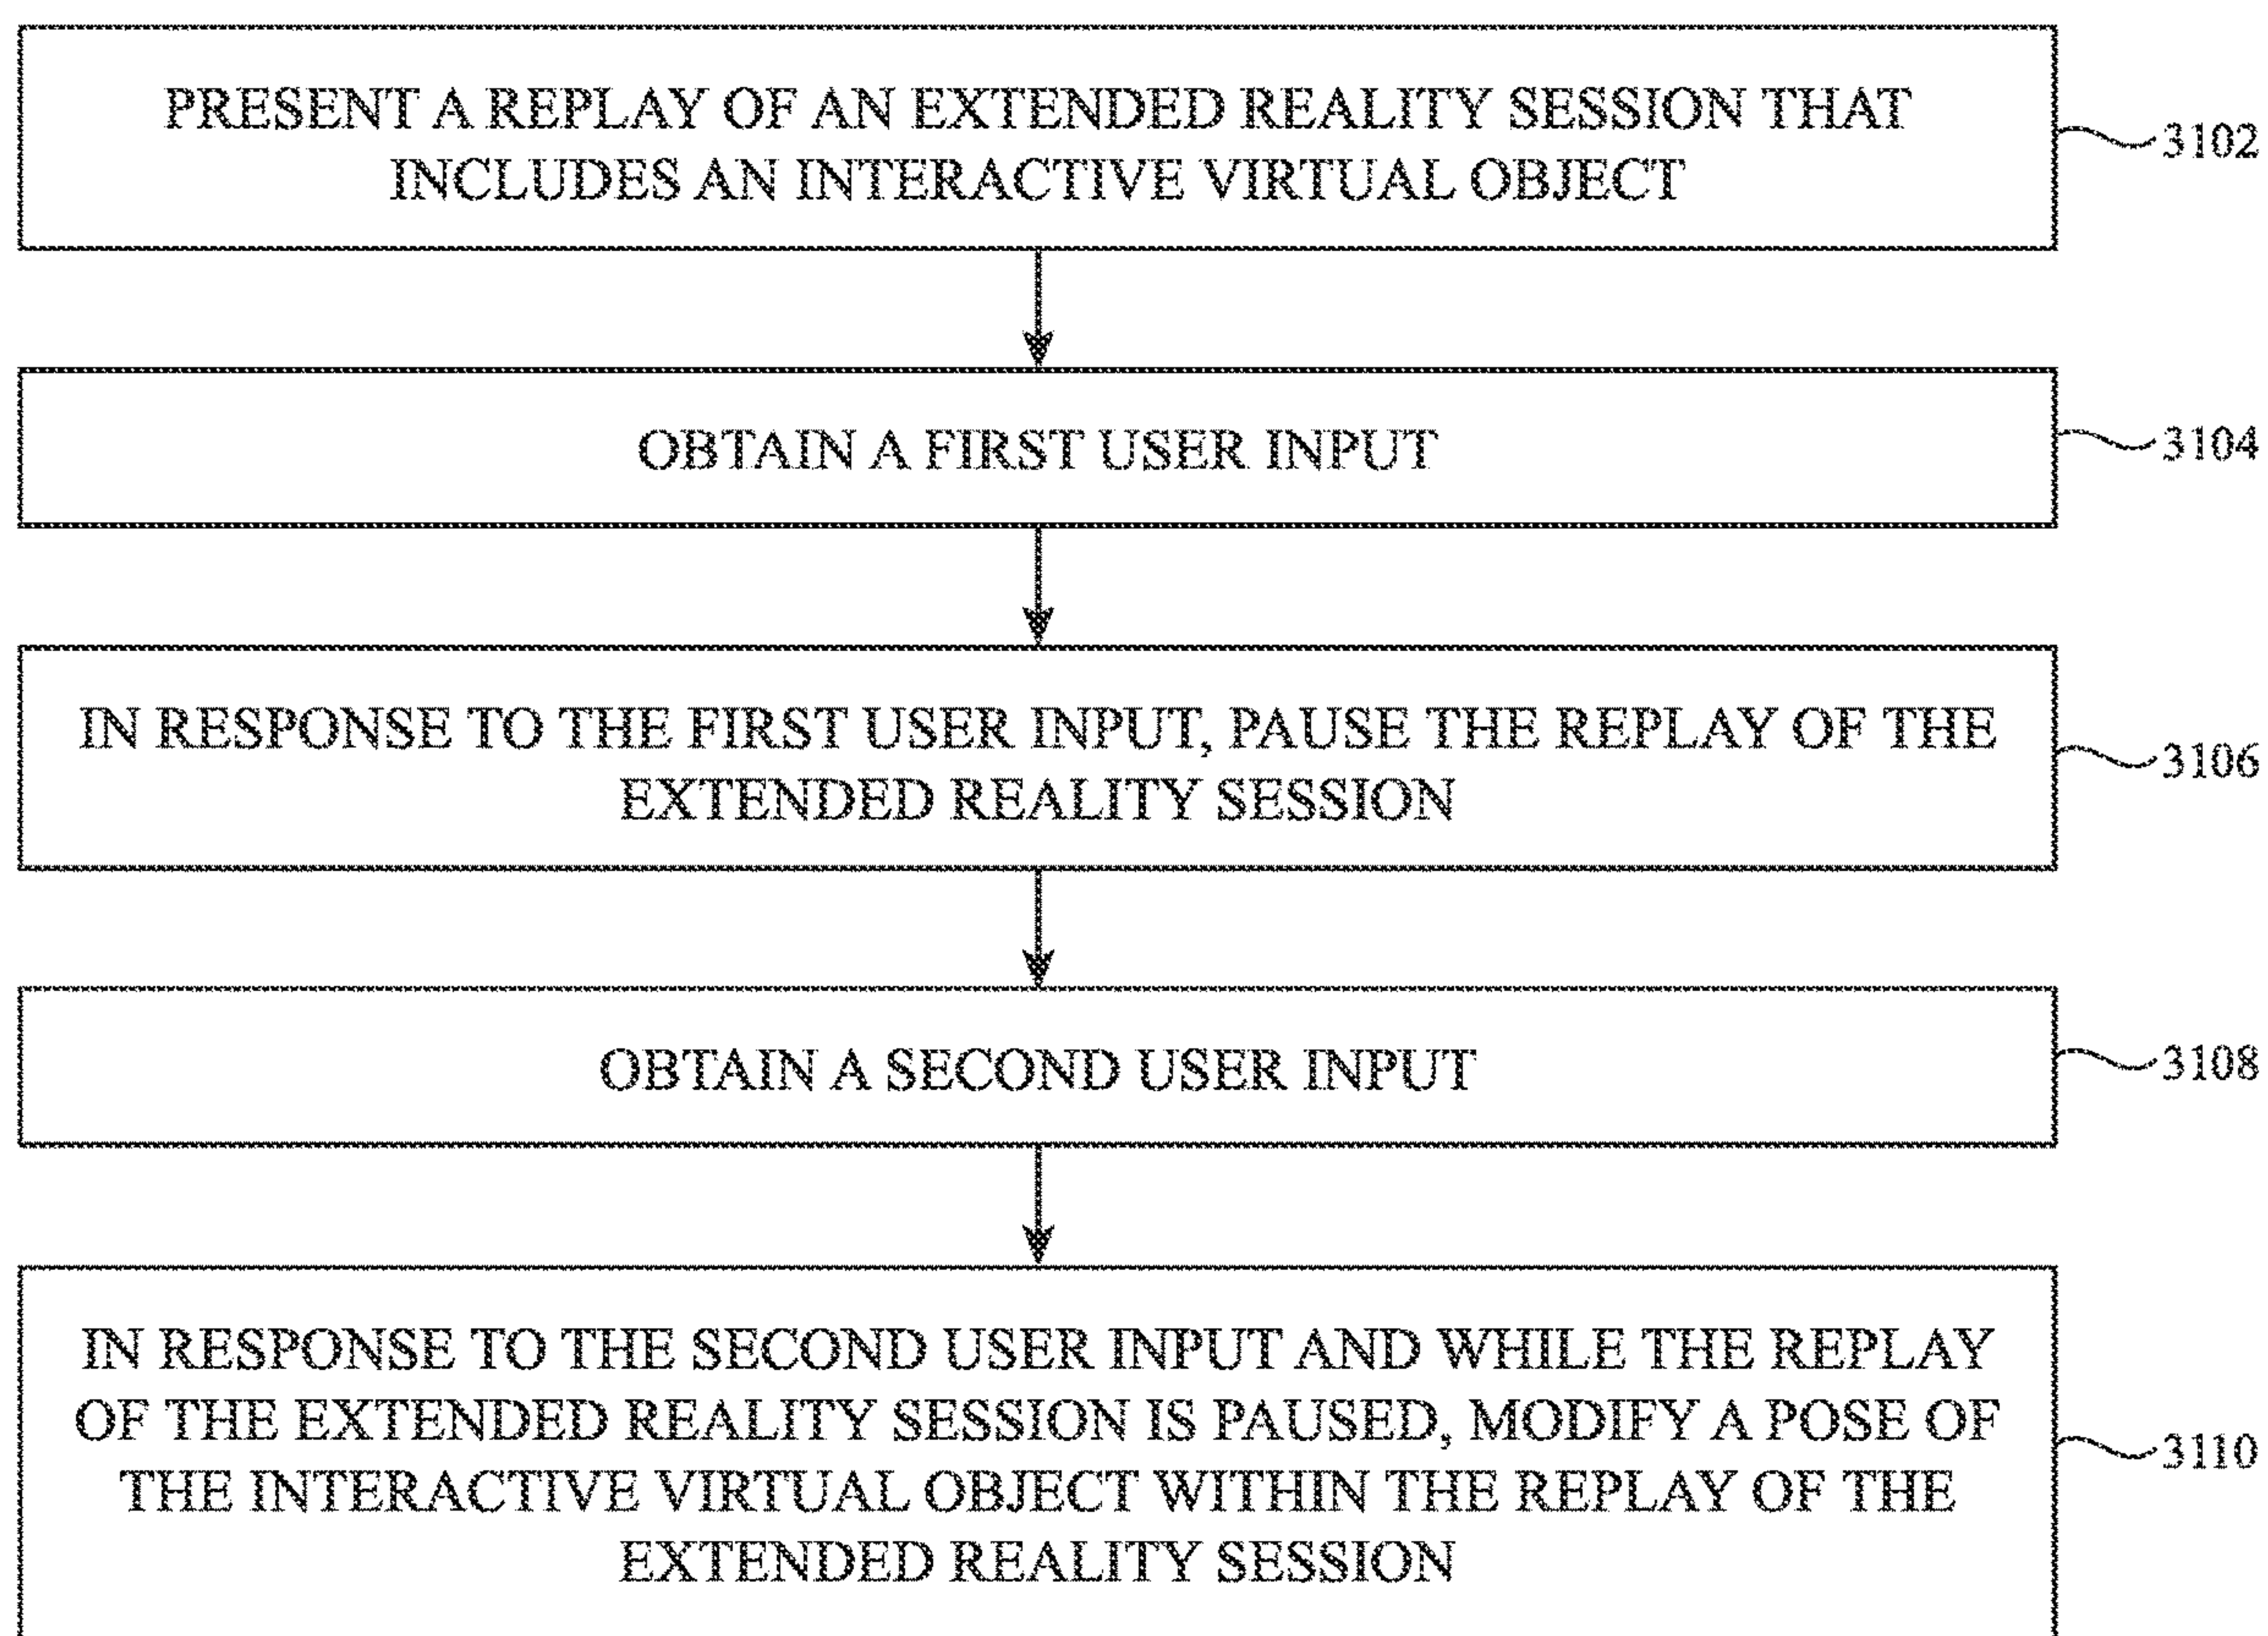 PRESENT A REPLAY OF AN EXTENDED REALITY SESSION THAT
INCLUDES AN INTERACTIVE VIRTUAL OBJECT
3102
OBTAIN A FIRST USER INPUT
3104
IN RESPONSE TO THE FIRST USER INPUT, PAUSE THE REPLAY OF THE
EXTENDED REALITY SESSION
3106
OBTAIN A SECOND USER INPUT
3108
IN RESPONSE TO THE SECOND USER INPUT AND WHILE THE REPLAY
OF THE EXTENDED REALITY SESSION IS PAUSED, MODIFY A POSE OF
THE INTERACTIVE VIRTUAL OBJECT WITHIN THE REPLAY OF THE
EXTENDED REALITY SESSION
3110